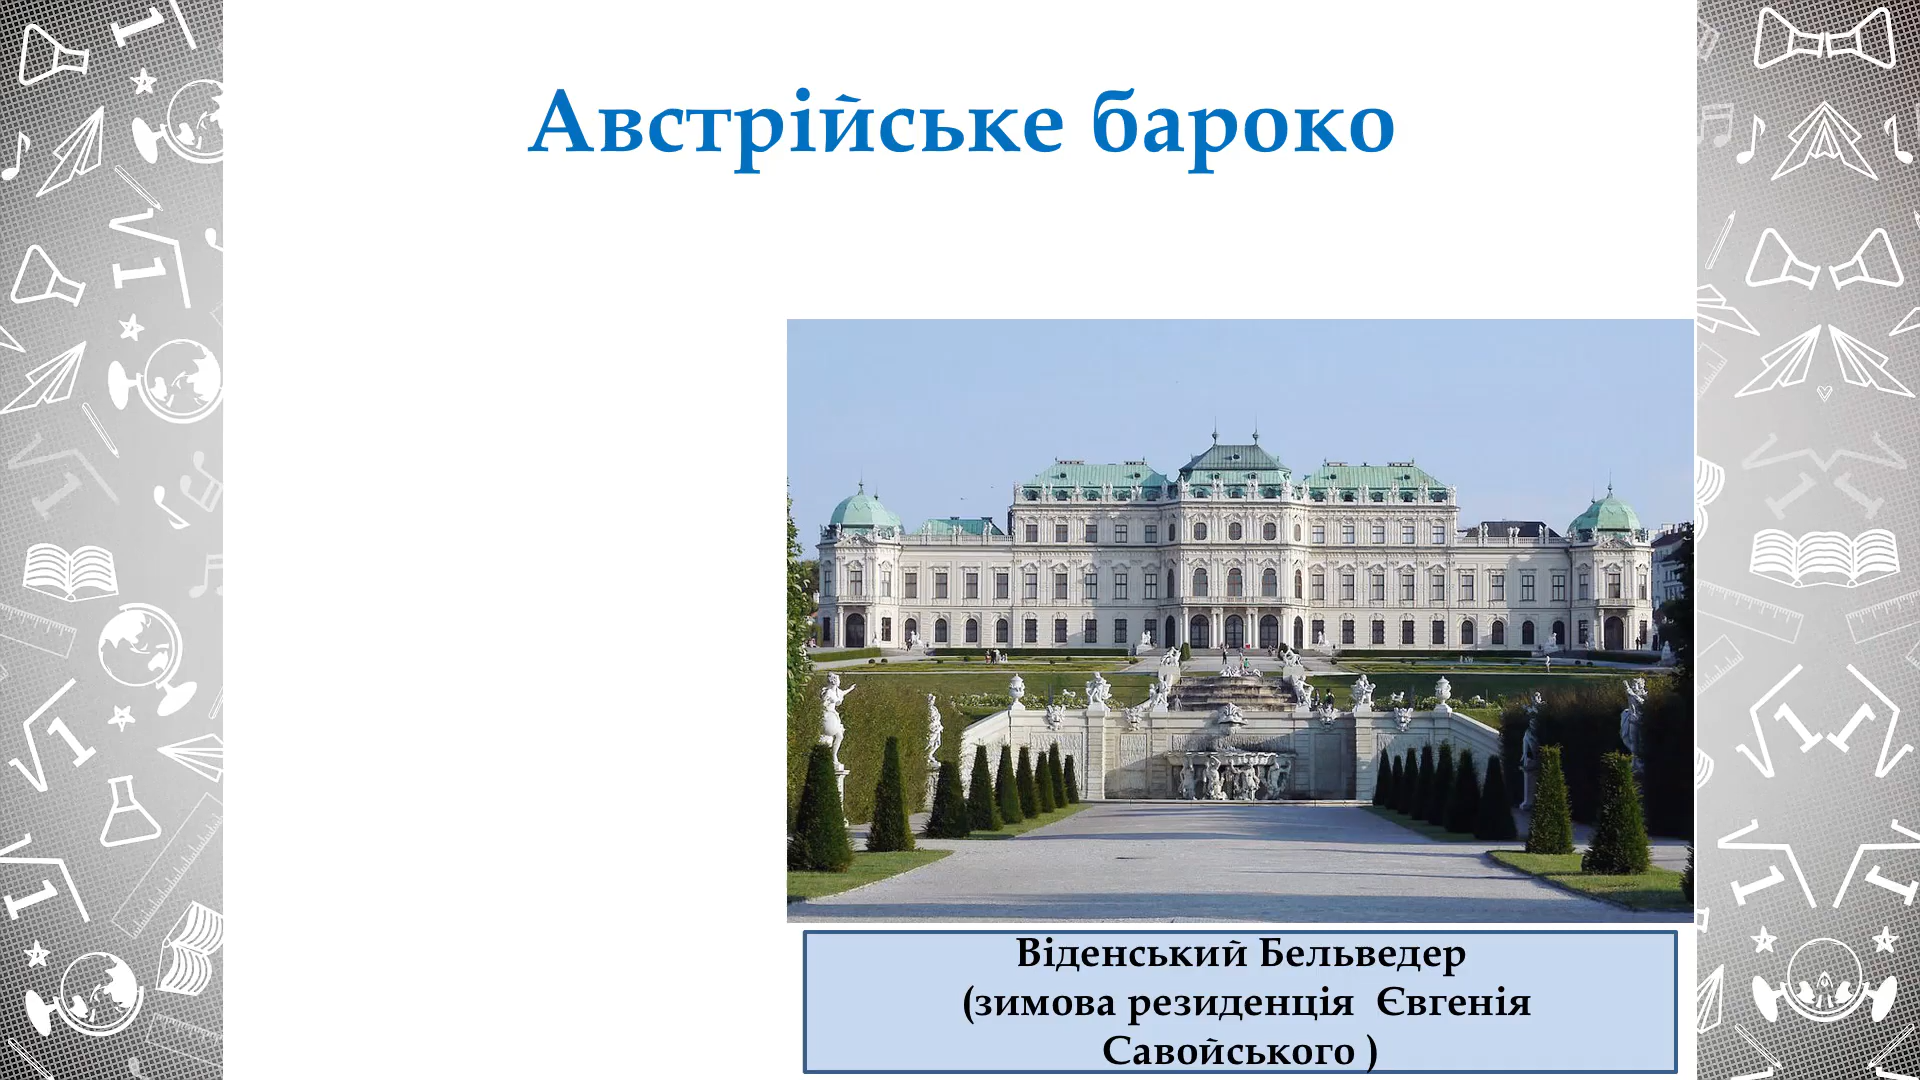 Австрійське бароко
Віденський Бельведер
(зимова резиденція  Євгенія
Савойського )